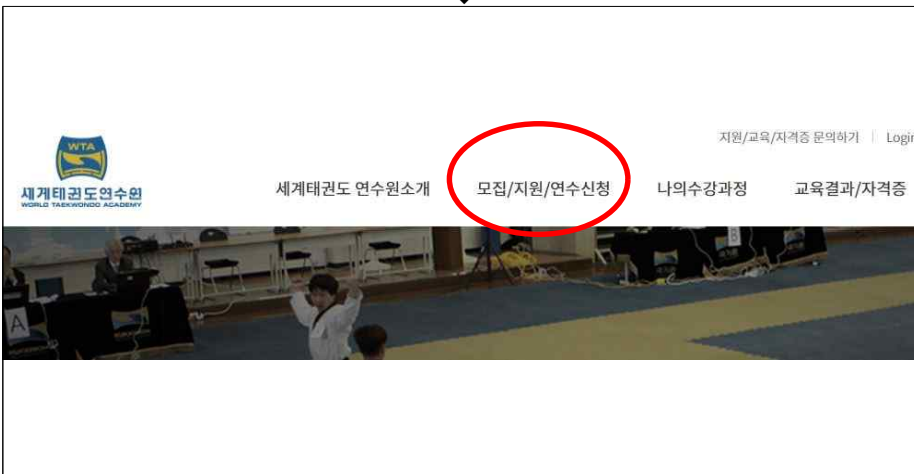 지원/교육/자격증 문의하기 | Login
WTA
세계태권도연수원
WORLD TAEKWONDO ACADEMY
세계태권도 연수원소개 모집/지원/연수신청 나의수강과정 교육결과/자격증
A
B